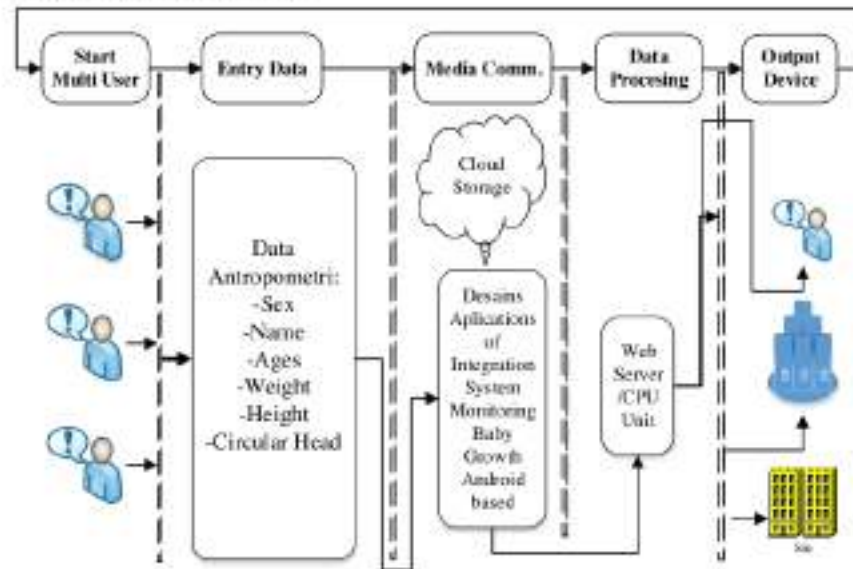 Start
Multi User
Entry Data
Media Comm.
Data
Procesing
Output
Device
Cloud
Storage
Data
Antropometri:
-Sex
-Name
-Ages
-Weight
-Height
-Circular Head
Desains
Aplications
of
Integration
System
Monitoring
Baby
Growth
Android
based
Web
Server
/CPU
Unit